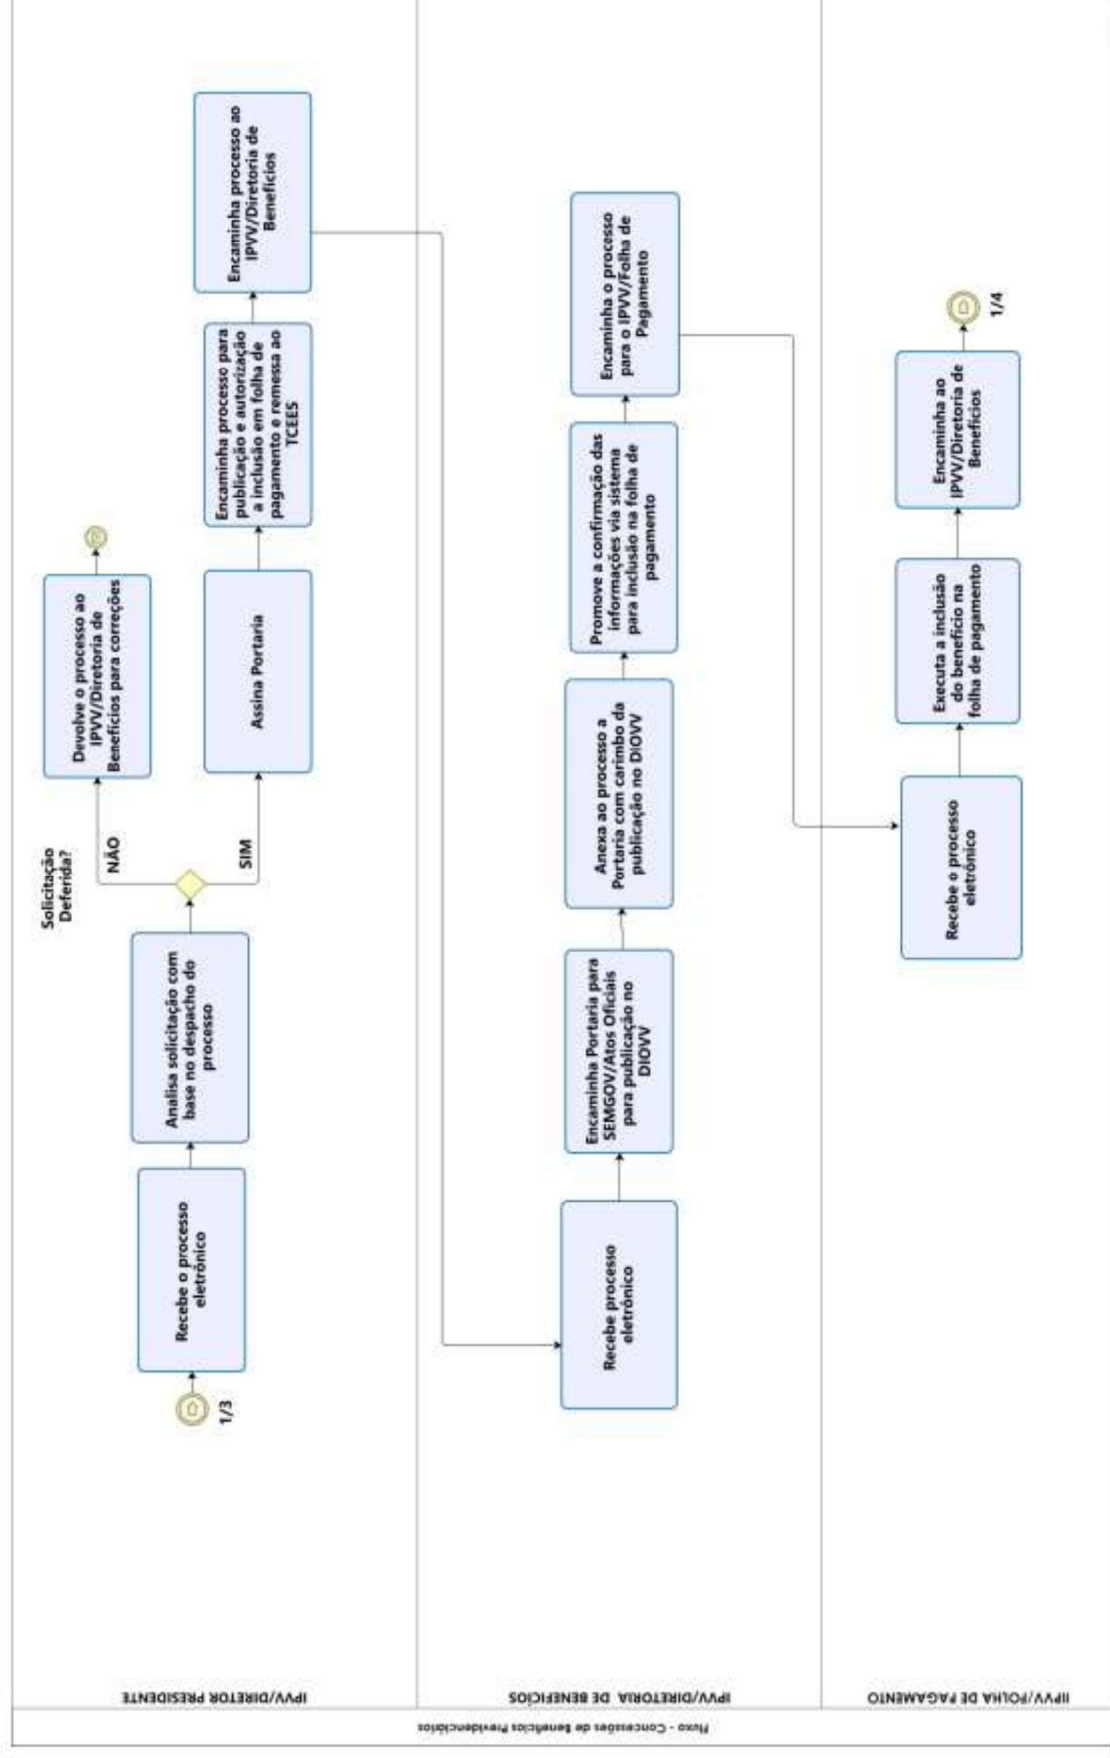 Fluxo - Concessões de Benefícios Previdenciários
IPVV/DIRETOR PRESIDENTE
1/3
Recebe o processo
eletrônico
Analisa solicitação com
base no despacho do
processo
Solicitação
Deferida?
NÃO
Devolve o processo ao
IPVV/Diretoria de
Benefícios para correções
SIM
Assina Portaria
Encaminha processo para
publicação e autorização
a inclusão em folha de
pagamento e remessa ao
TCEES
Encaminha processo ao
IPVV/Diretoria de
Benefícios
IPVV/DIRETORIA DE BENEFICÍOS
Recebe processo
eletrônico
Encaminha Portaria para
SEMGOV/Atos Oficiais
para publicação no
DIOVV
Anexa ao processo a
Portaria com carimbo da
publicação no DIOVV
Promove a confirmação das
informações via sistema
para inclusão na folha de
pagamento
Encaminha o processo
para o IPVV/Folha de
Pagamento
IIPVV/FOLHA DE PAGAMENTO
Recebe o processo
eletrônico
Executa a inclusão
do benefício na
folha de pagamento
Encaminha ao
IPVV/Diretoria de
Benefícios
1/4